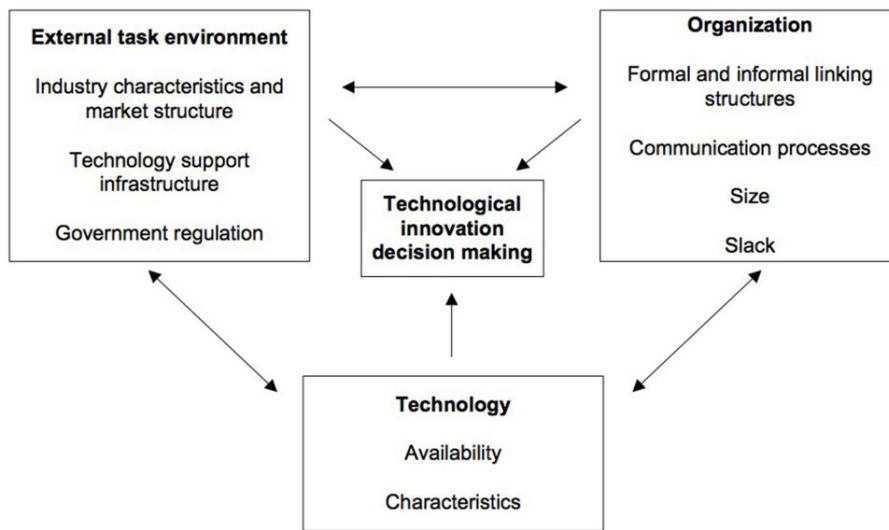 External task environment
Industry characteristics and
market structure
Technology support
infrastructure
Government regulation
Organization
Formal and informal linking
structures
Communication processes
Size
Slack
Technological
innovation
decision making
Technology
Availability
Characteristics